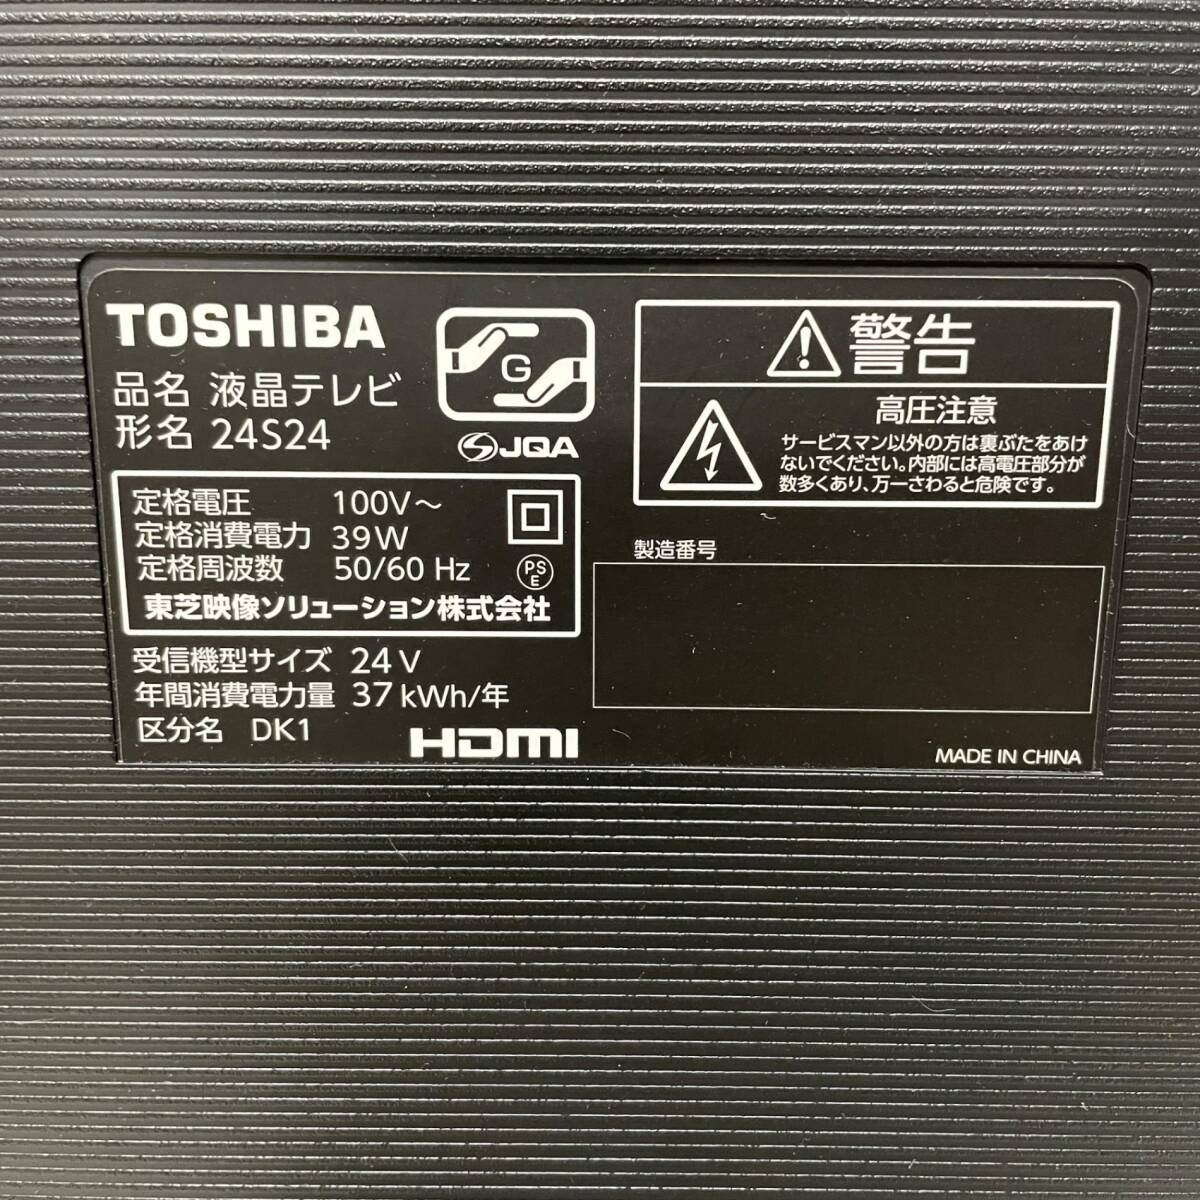 TOSHIBA
品名 液晶テレビ
形名 24S24
G
JQA
定格電圧 100V～
定格消費電力 39W
定格周波数 50/60 Hz
PS
E
東芝映像ソリューション株式会社
受信機型サイズ 24V
年間消費電力量 37kWh/年
区分名 DK1
HDMI
警告
高圧注意
サービスマン以外の方は裏ぶたをあけ
ないでください。内部には高電圧部分が
数多くあり、万一さわると危険です。
製造番号
MADE IN CHINA